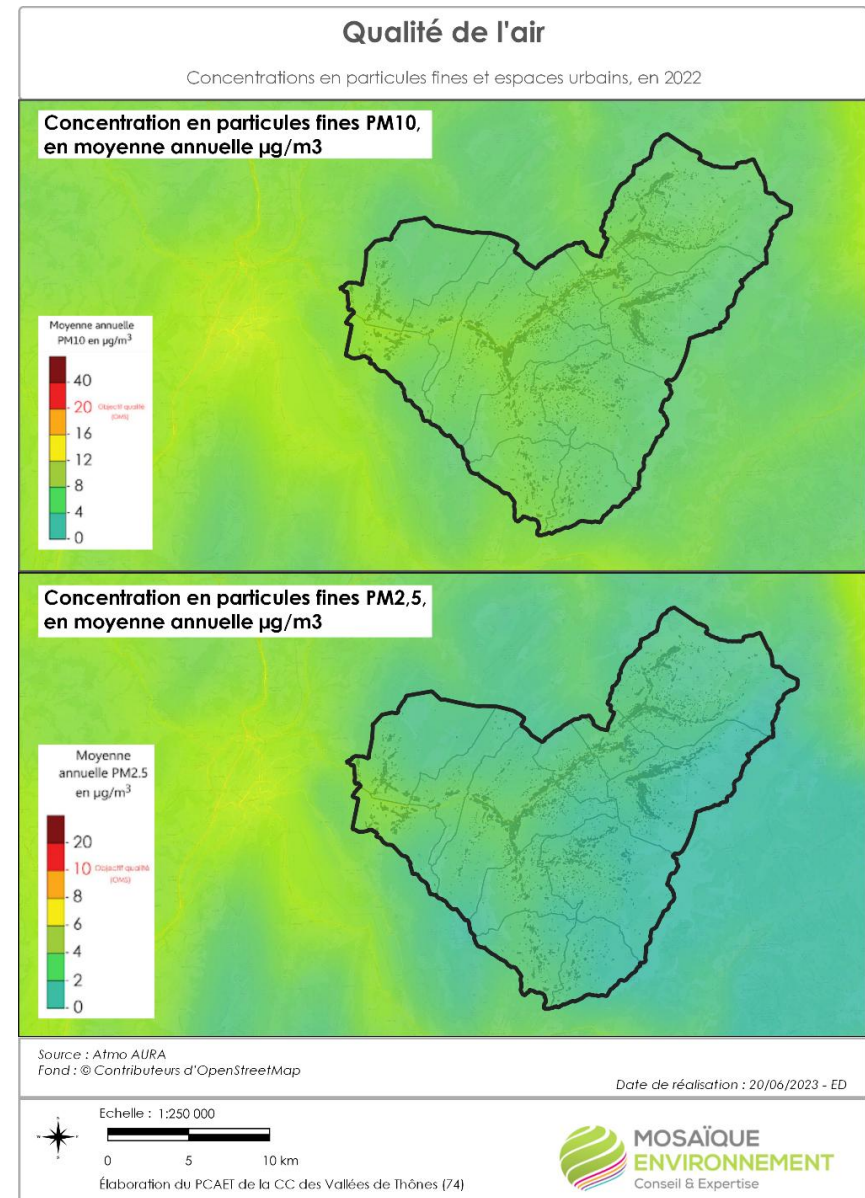 Qualité de l'air
Concentrations en particules fines et espaces urbains, en 2022
Concentration en particules fines PM10,
en moyenne annuelle µg/m3
Moyenne annuelle
PM10 en µg/m³
40
20 Objectif qualité
(OMS)
16
12
8
4
0
Concentration en particules fines PM2,5,
en moyenne annuelle µg/m3
Moyenne
annuelle PM2.5
en µg/m³
20
10 Objectif qualité
(OMS)
8
6
4
2
0
Source : Atmo AURA
Fond : © Contributeurs d'OpenStreetMap
Date de réalisation : 20/06/2023 - ED
Echelle : 1:250 000
0 5 10 km
Élaboration du PCAET de la CC des Vallées de Thônes (74)
MOSAÏQUE
ENVIRONNEMENT
Conseil & Expertise